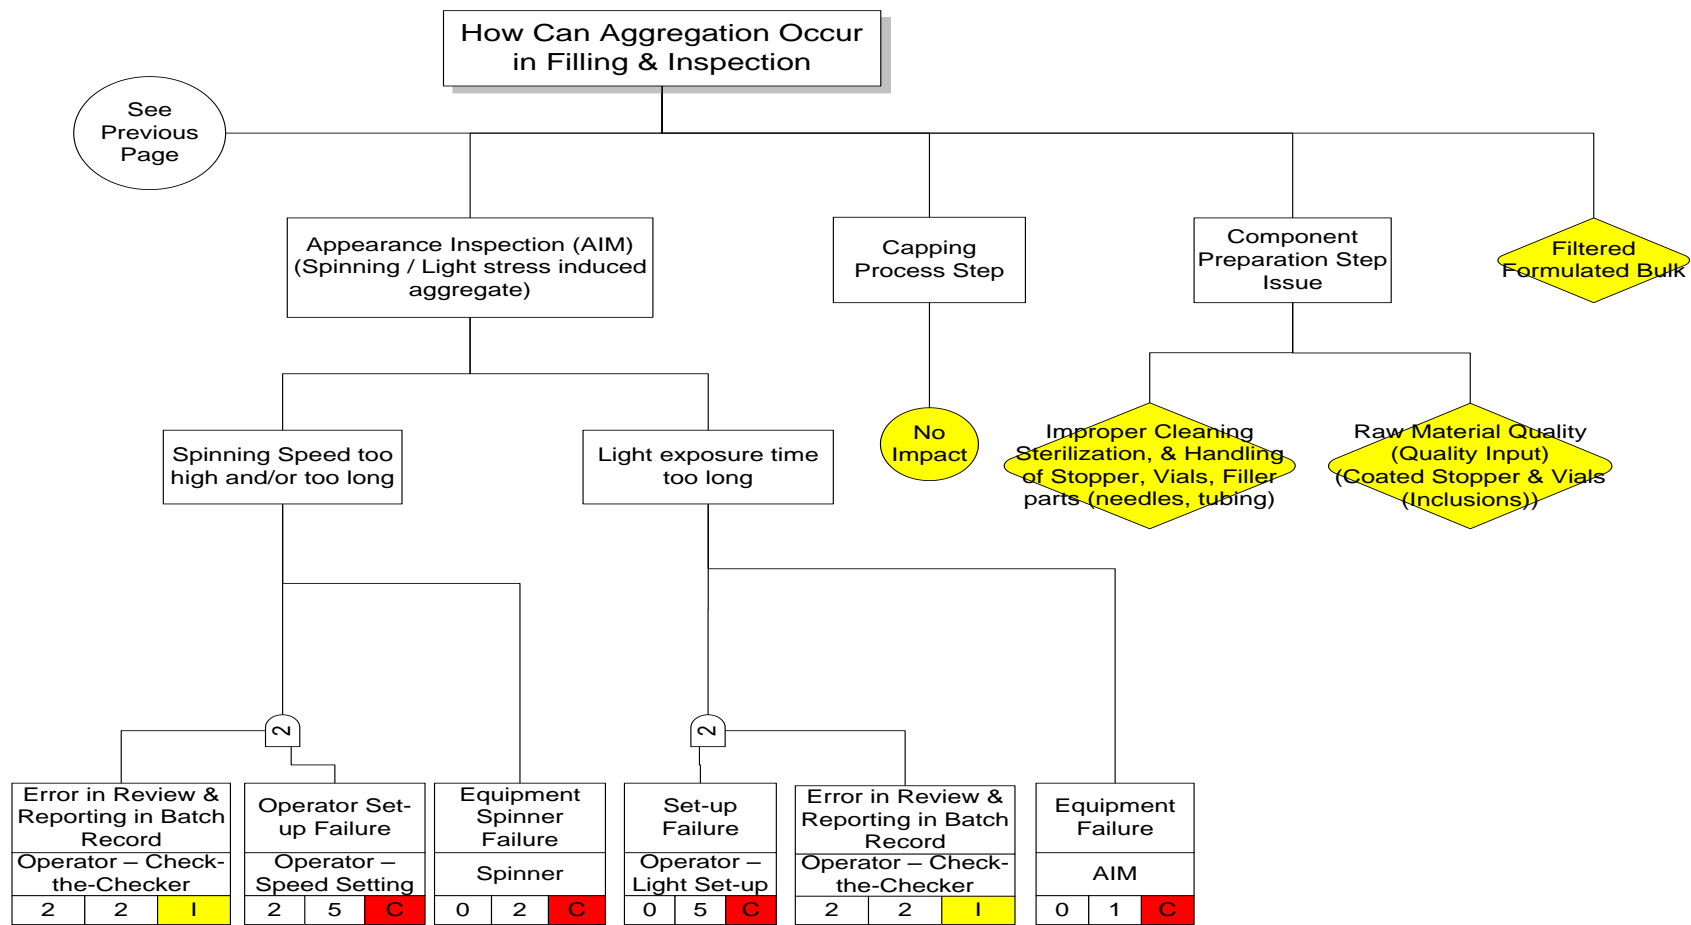 How Can Aggregation Occur
in Filling & Inspection
See
Previous
Page
Appearance Inspection (AIM)
(Spinning / Light stress induced
aggregate)
Capping
Process Step
Component
Preparation Step
Issue
Filtered
Formulated Bulk
Spinning Speed too
high and/or too long
Light exposure time
too long
No
Impact
Improper Cleaning
Sterilization, & Handling
of Stopper, Vials, Filler
parts (needles, tubing)
Raw Material Quality
(Quality Input)
(Coated Stopper & Vials
(Inclusions))
2
2
Error in Review &
Reporting in Batch
Record
Operator – Check-
the-Checker
2 2 I
Operator Set-
up Failure
Operator –
Speed Setting
2 5 C
Equipment
Spinner
Failure
Spinner
0 2 C
Set-up
Failure
Operator –
Light Set-up
0 5 C
Error in Review &
Reporting in Batch
Record
Operator – Check-
the-Checker
2 2 I
Equipment
Failure
AIM
0 1 C